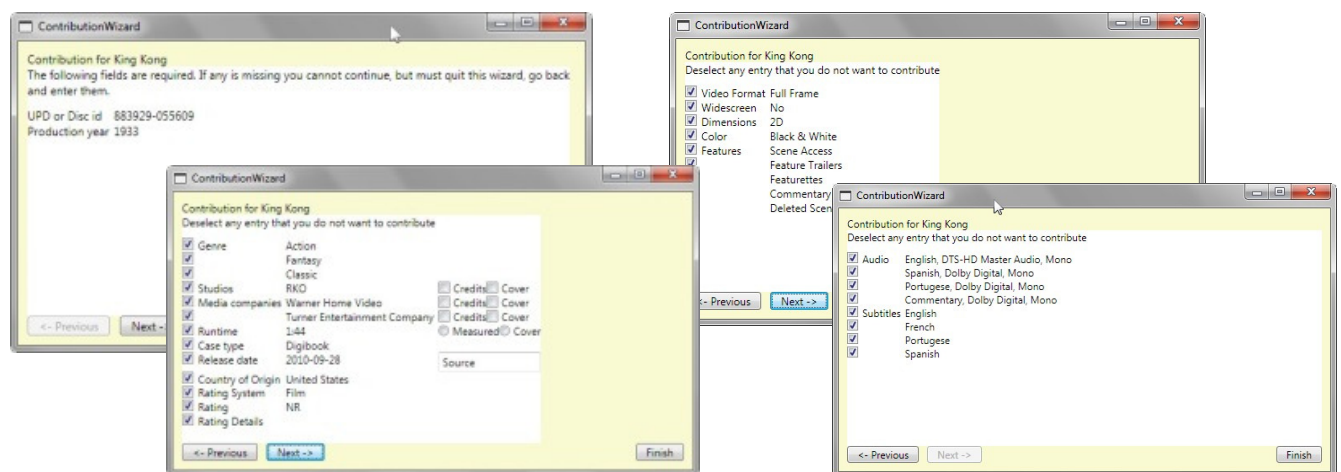 ContributionWizard
Contribution for King Kong
The following fields are required. If any is missing you cannot continue, but must quit this wizard, go back
and enter them.
UPD or Disc id 883929-055609
Production year 1933
<- Previous Next -
ContributionWizard
Contribution for King Kong
Deselect any entry that you do not want to contribute
Genre Action
Fantasy
Classic
Studios RKO Credits Cover
Media companies Warner Home Video Credits Cover
Turner Entertainment Company Credits Cover
Runtime 1:44 Measured Cover
Case type Digibook
Release date 2010-09-28 Source
Country of Origin United States
Rating System Film
Rating NR
Rating Details
<- Previous Next -> Finish
ContributionWizard
Contribution for King Kong
Deselect any entry that you do not want to contribute
Video Format Full Frame
Widescreen No
Dimensions 2D
Color Black & White
Features Scene Access
Feature Trailers
Featurettes
Commentary
Deleted Scen
<- Previous Next ->
ContributionWizard
Contribution for King Kong
Deselect any entry that you do not want to contribute
Audio English, DTS-HD Master Audio, Mono
Spanish, Dolby Digital, Mono
Portugese, Dolby Digital, Mono
Commentary, Dolby Digital, Mono
Subtitles English
French
Portugese
Spanish
<- Previous Next -> Finish